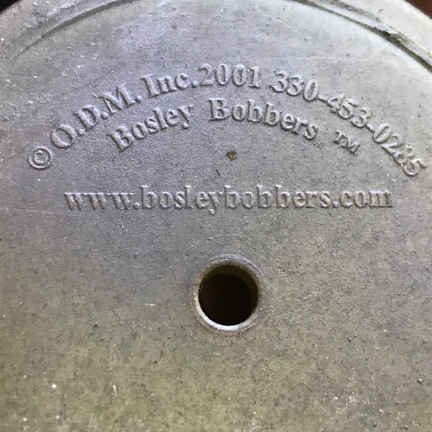 © O.D.M. Inc.2001 330-453-0285
Bosley Bobbers ™
www.bosleybobbers.com